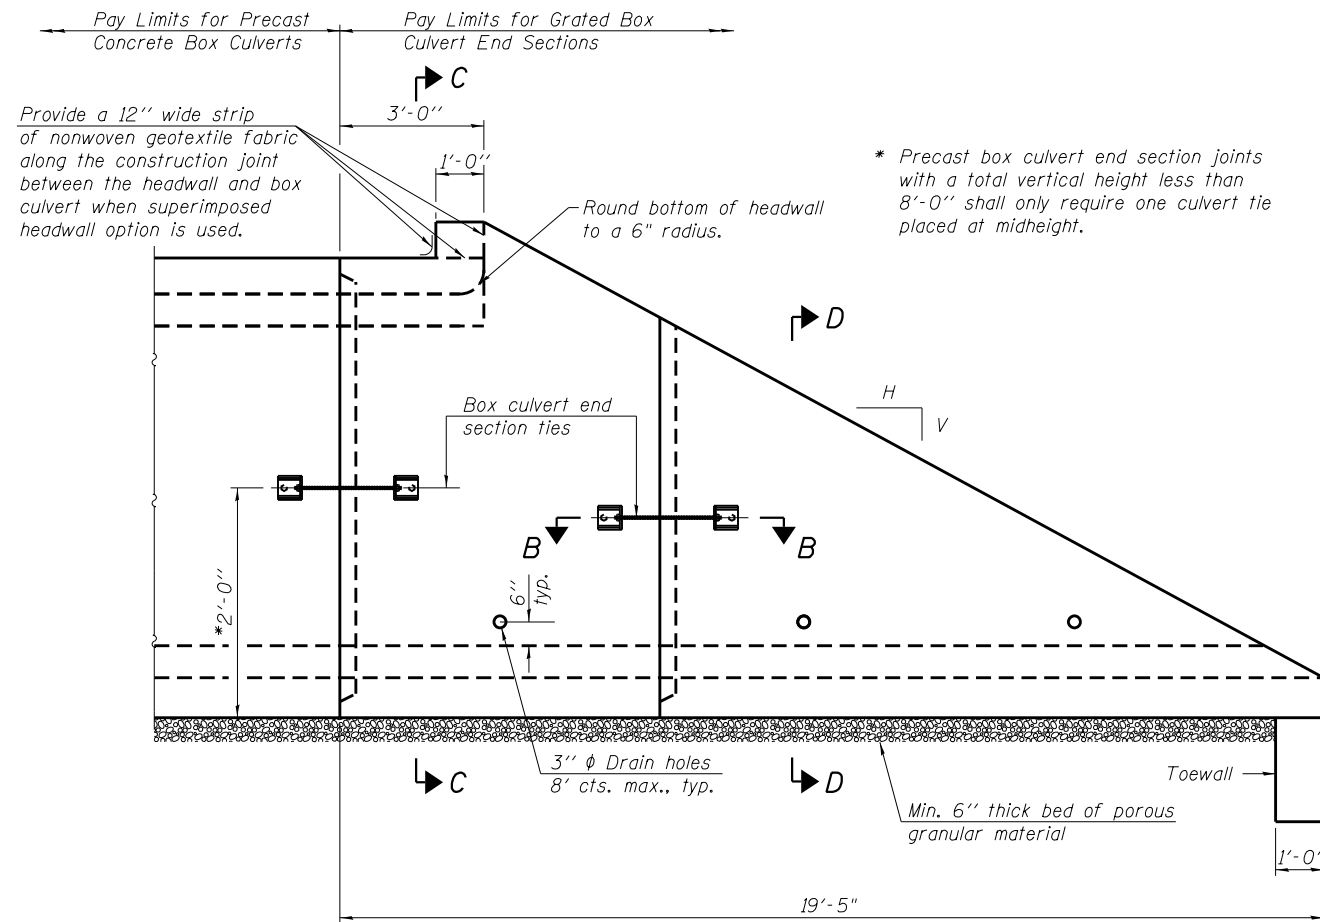 Pay Limits for Precast
Concrete Box Culverts
Pay Limits for Grated Box
Culvert End Sections
C
3'-0''
1'-0''
Provide a 12'' wide strip
of nonwoven geotextile fabric
along the construction joint
between the headwall and box
culvert when superimposed
headwall option is used.
Round bottom of headwall
to a 6" radius.
* Precast box culvert end section joints
with a total vertical height less than
8'-0'' shall only require one culvert tie
placed at midheight.
D
H
V
Box culvert end
section ties
B
B
*2'-0''
6''
typ.
3'' ϕ Drain holes
8' cts. max., typ.
C
D
Toewall
Min. 6'' thick bed of porous
granular material
1'-0''
19'-5"